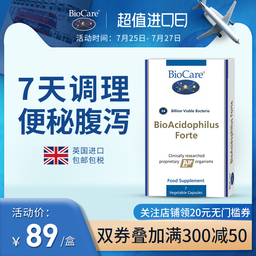 BioCare®
超值进口日
活动时间：7月25日-7月27日
7天调理
便秘腹泻
英国进口
包邮包税
BioCare®
Billion Viable Bacteria
BioAcidophilus
Forte
Clinically researched
proprietary
organisms
Food Supplement
7
Vegetable Capsules
活动价：
￥89/盒
关注店铺领20元无门槛券
双券叠加满300减50